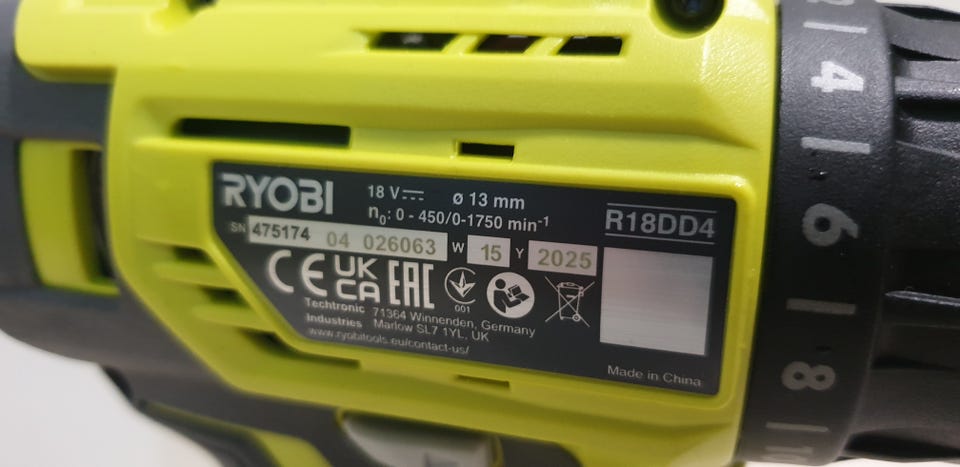 RYOBI
18 V ⎓ ø 13 mm
n₀: 0 - 450/0-1750 min⁻¹
R18DD4
SN 475174 04 026063 W 15 Y 2025
CE UK CA EAC
001
Techtronic Industries
71364 Winnenden, Germany
Marlow SL7 1YL, UK
www.ryobitools.eu/contact-us/
Made in China
4
6
8